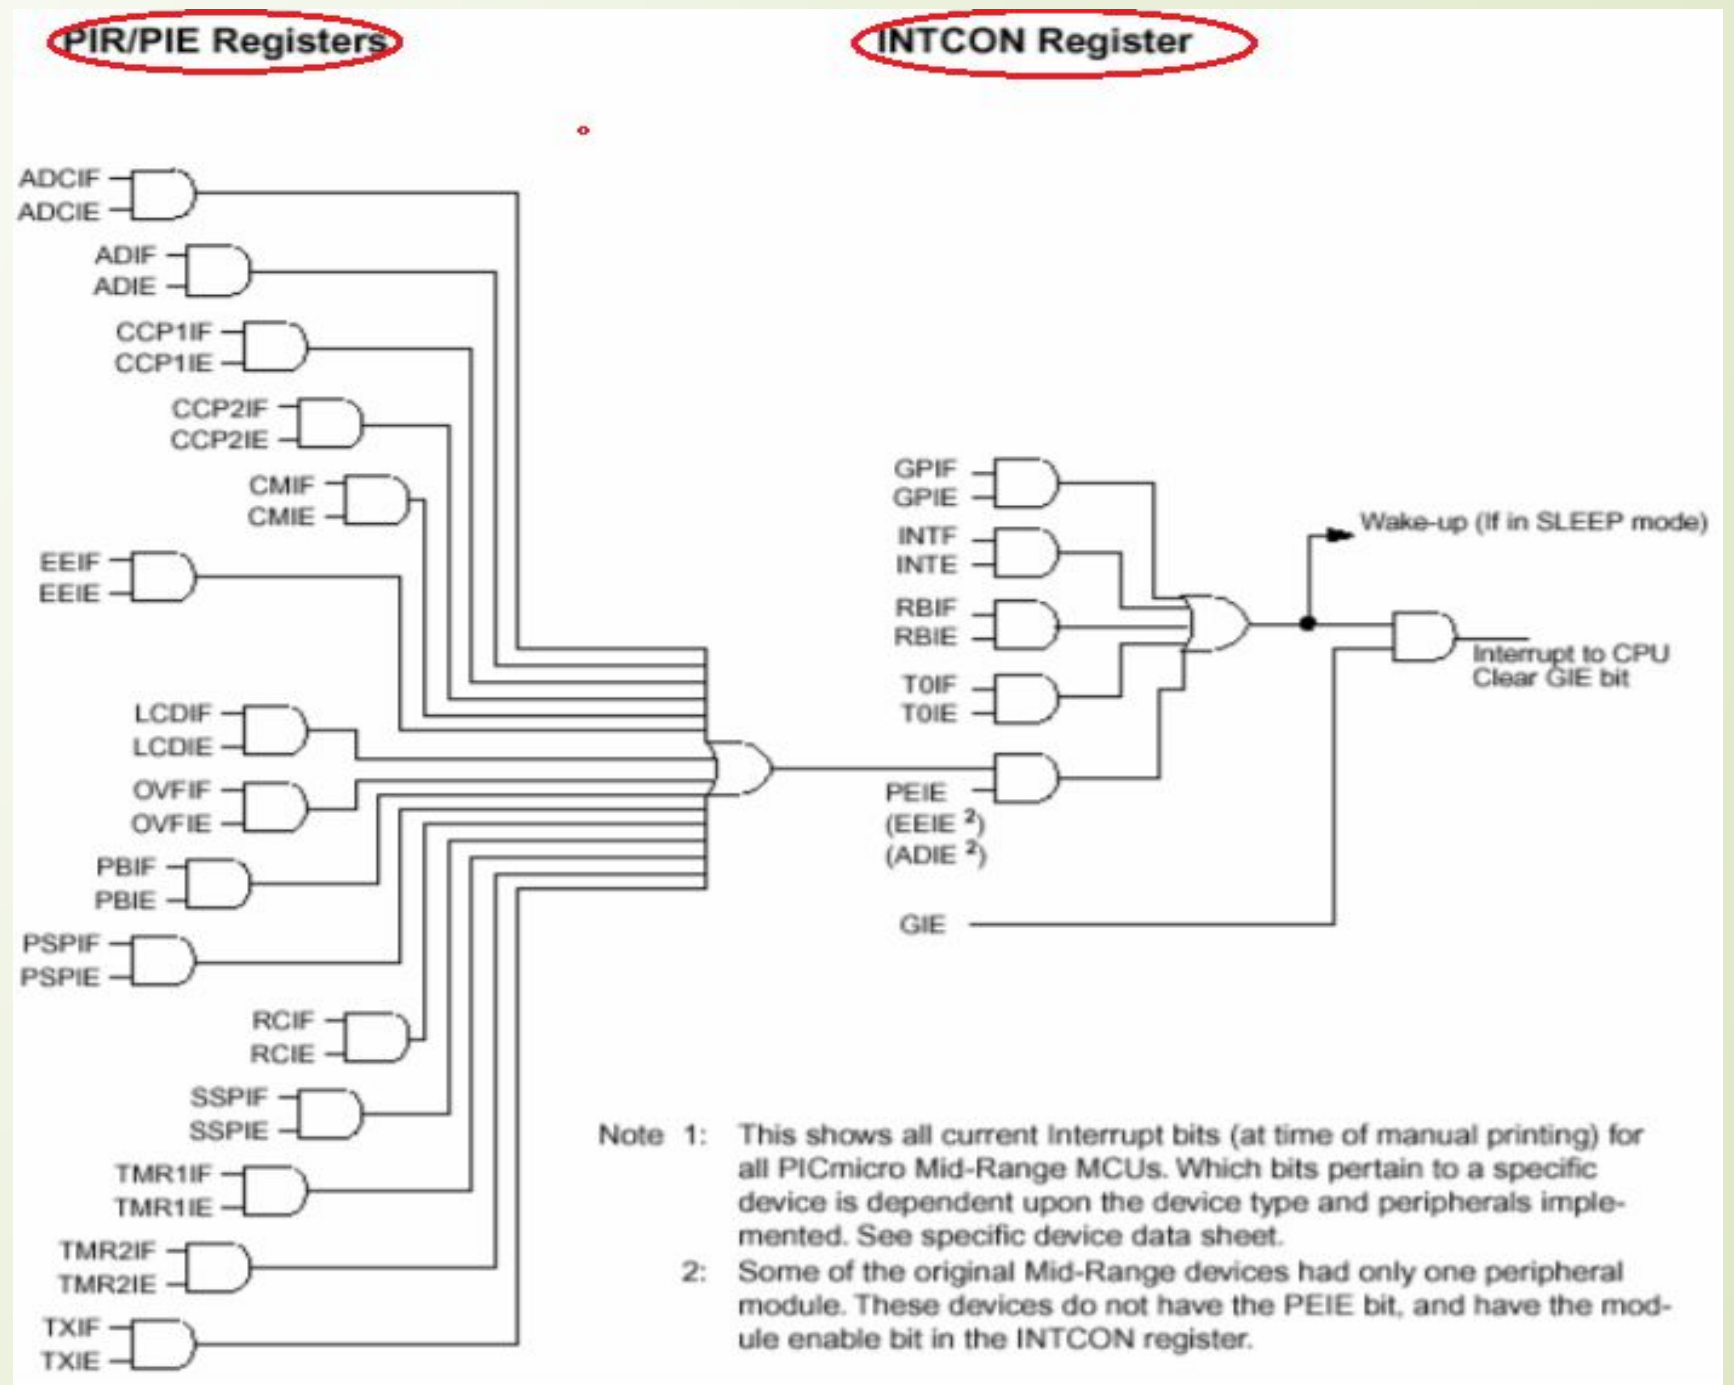 PIR/PIE Registers
INTCON Register
ADCIF
ADCIE
ADIF
ADIE
CCP1IF
CCP1IE
CCP2IF
CCP2IE
CMIF
CMIE
EEIF
EEIE
LCDIF
LCDIE
OVFIF
OVFIE
PBIF
PBIE
PSPIF
PSPIE
RCIF
RCIE
SSPIF
SSPIE
TMR1IF
TMR1IE
TMR2IF
TMR2IE
TXIF
TXIE
GPIF
GPIE
INTF
INTE
RBIF
RBIE
T0IF
T0IE
PEIE
(EEIE 2)
(ADIE 2)
GIE
Wake-up (If in SLEEP mode)
Interrupt to CPU
Clear GIE bit
Note 1: This shows all current Interrupt bits (at time of manual printing) for
all PICmicro Mid-Range MCUs. Which bits pertain to a specific
device is dependent upon the device type and peripherals imple-
mented. See specific device data sheet.
2: Some of the original Mid-Range devices had only one peripheral
module. These devices do not have the PEIE bit, and have the mod-
ule enable bit in the INTCON register.